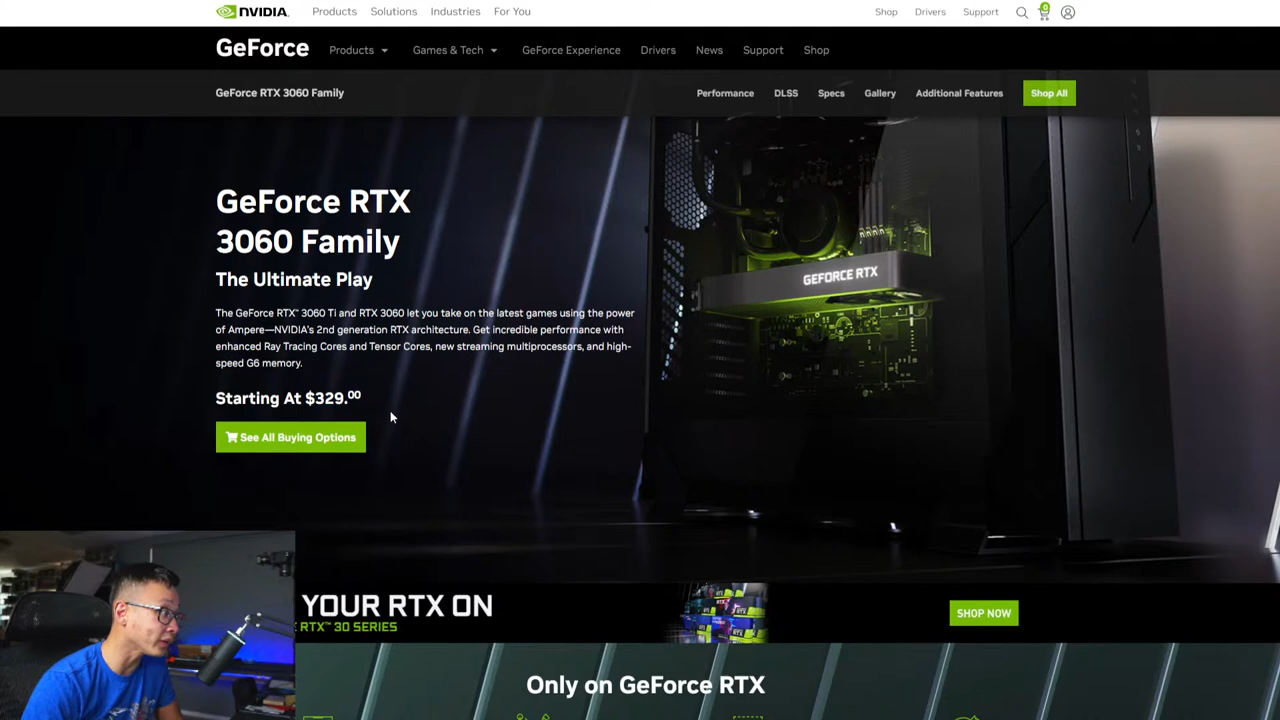 NVIDIA.
Products
Solutions
Industries
For You
Shop
Drivers
Support
0
GeForce
Products
Games & Tech
GeForce Experience
Drivers
News
Support
Shop
GeForce RTX 3060 Family
Performance
DLSS
Specs
Gallery
Additional Features
Shop All
GeForce RTX
3060 Family
The Ultimate Play
The GeForce RTX™ 3060 Ti and RTX 3060 let you take on the latest games using the power
of Ampere—NVIDIA's 2nd generation RTX architecture. Get incredible performance with
enhanced Ray Tracing Cores and Tensor Cores, new streaming multiprocessors, and high-
speed G6 memory.
Starting At $329.00
See All Buying Options
GEFORCE RTX
YOUR RTX ON
RTX™ 30 SERIES
SHOP NOW
Only on GeForce RTX